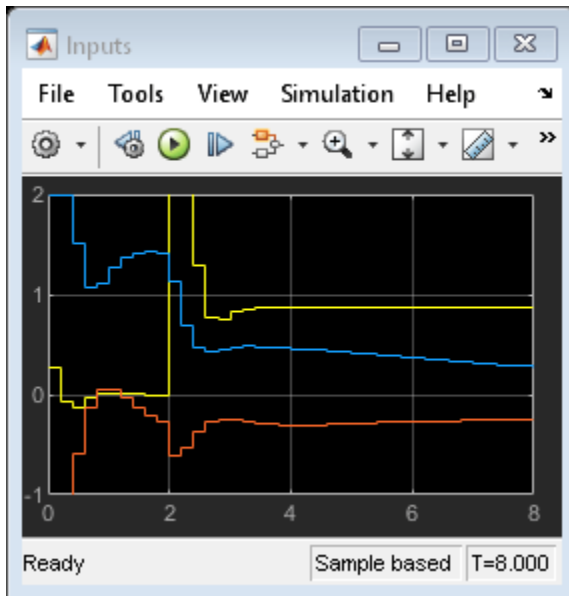 Inputs
File Tools View Simulation Help
2
1
0
-1
0 2 4 6 8
Ready Sample based T=8.000